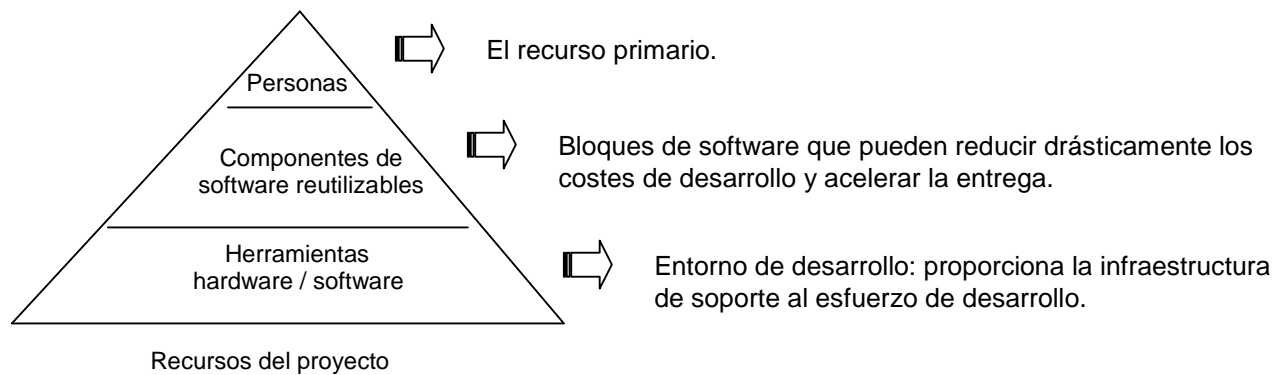 Personas
El recurso primario.
Componentes de
software reutilizables
Bloques de software que pueden reducir drásticamente los
costes de desarrollo y acelerar la entrega.
Herramientas
hardware / software
Entorno de desarrollo: proporciona la infraestructura
de soporte al esfuerzo de desarrollo.
Recursos del proyecto